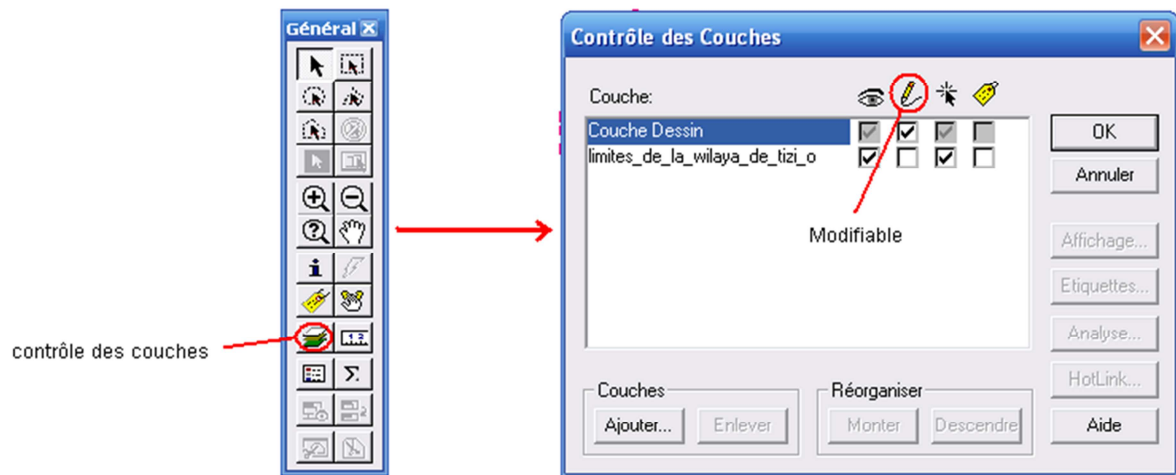 Général
contrôle des couches
Contrôle des Couches
Couche:
Couche Dessin
limites_de_la_wilaya_de_tizi_o
Modifiable
OK
Annuler
Affichage...
Etiquettes...
Analyse...
HotLink...
Aide
Couches
Ajouter...
Enlever
Réorganiser
Monter
Descendre